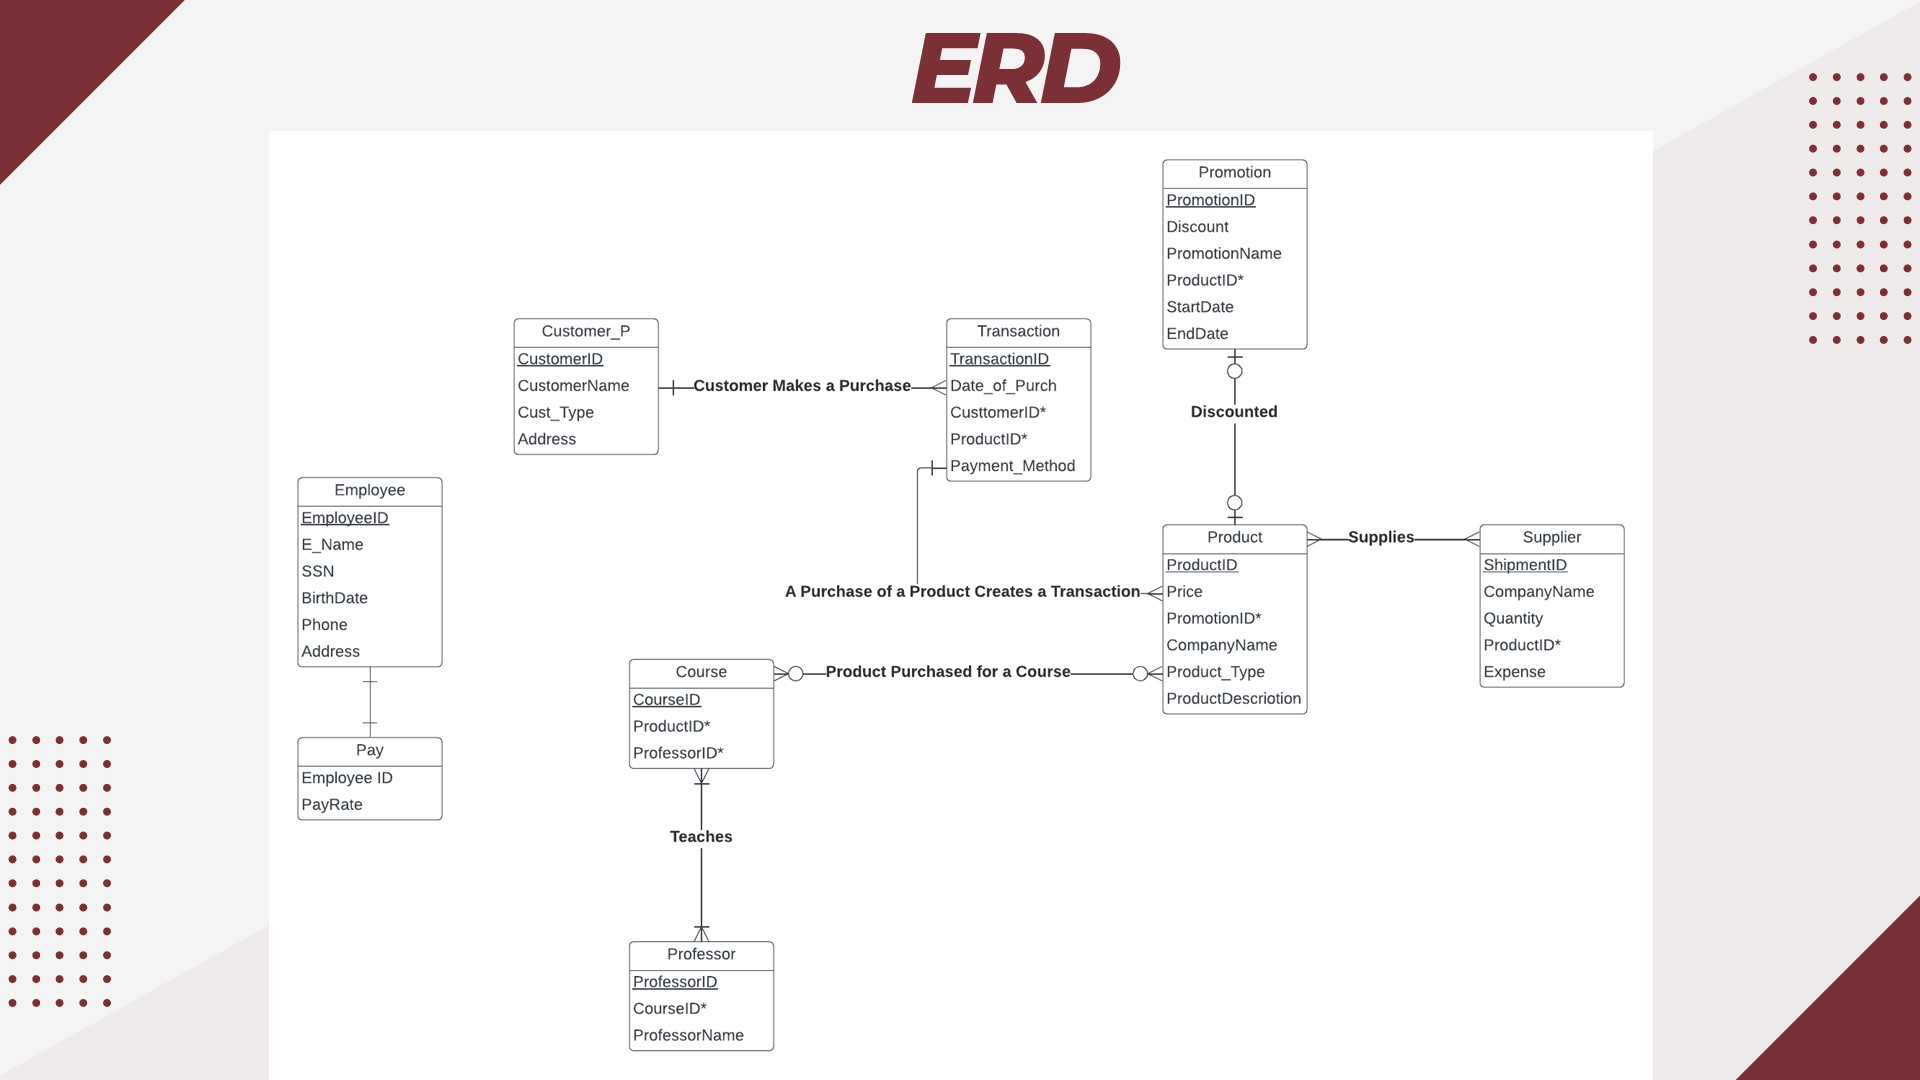 ERD
Promotion
PromotionID
Discount
PromotionName
ProductID*
StartDate
EndDate
Customer_P
CustomerID
CustomerName
Cust_Type
Address
Customer Makes a Purchase
Transaction
TransactionID
Date_of_Purch
CusttomerID*
ProductID*
Payment_Method
Discounted
Employee
EmployeeID
E_Name
SSN
BirthDate
Phone
Address
Pay
Employee ID
PayRate
A Purchase of a Product Creates a Transaction
Product
ProductID
Price
PromotionID*
CompanyName
Product_Type
ProductDescriotion
Supplies
Supplier
ShipmentID
CompanyName
Quantity
ProductID*
Expense
Course
CourseID
ProductID*
ProfessorID*
Product Purchased for a Course
Teaches
Professor
ProfessorID
CourseID*
ProfessorName